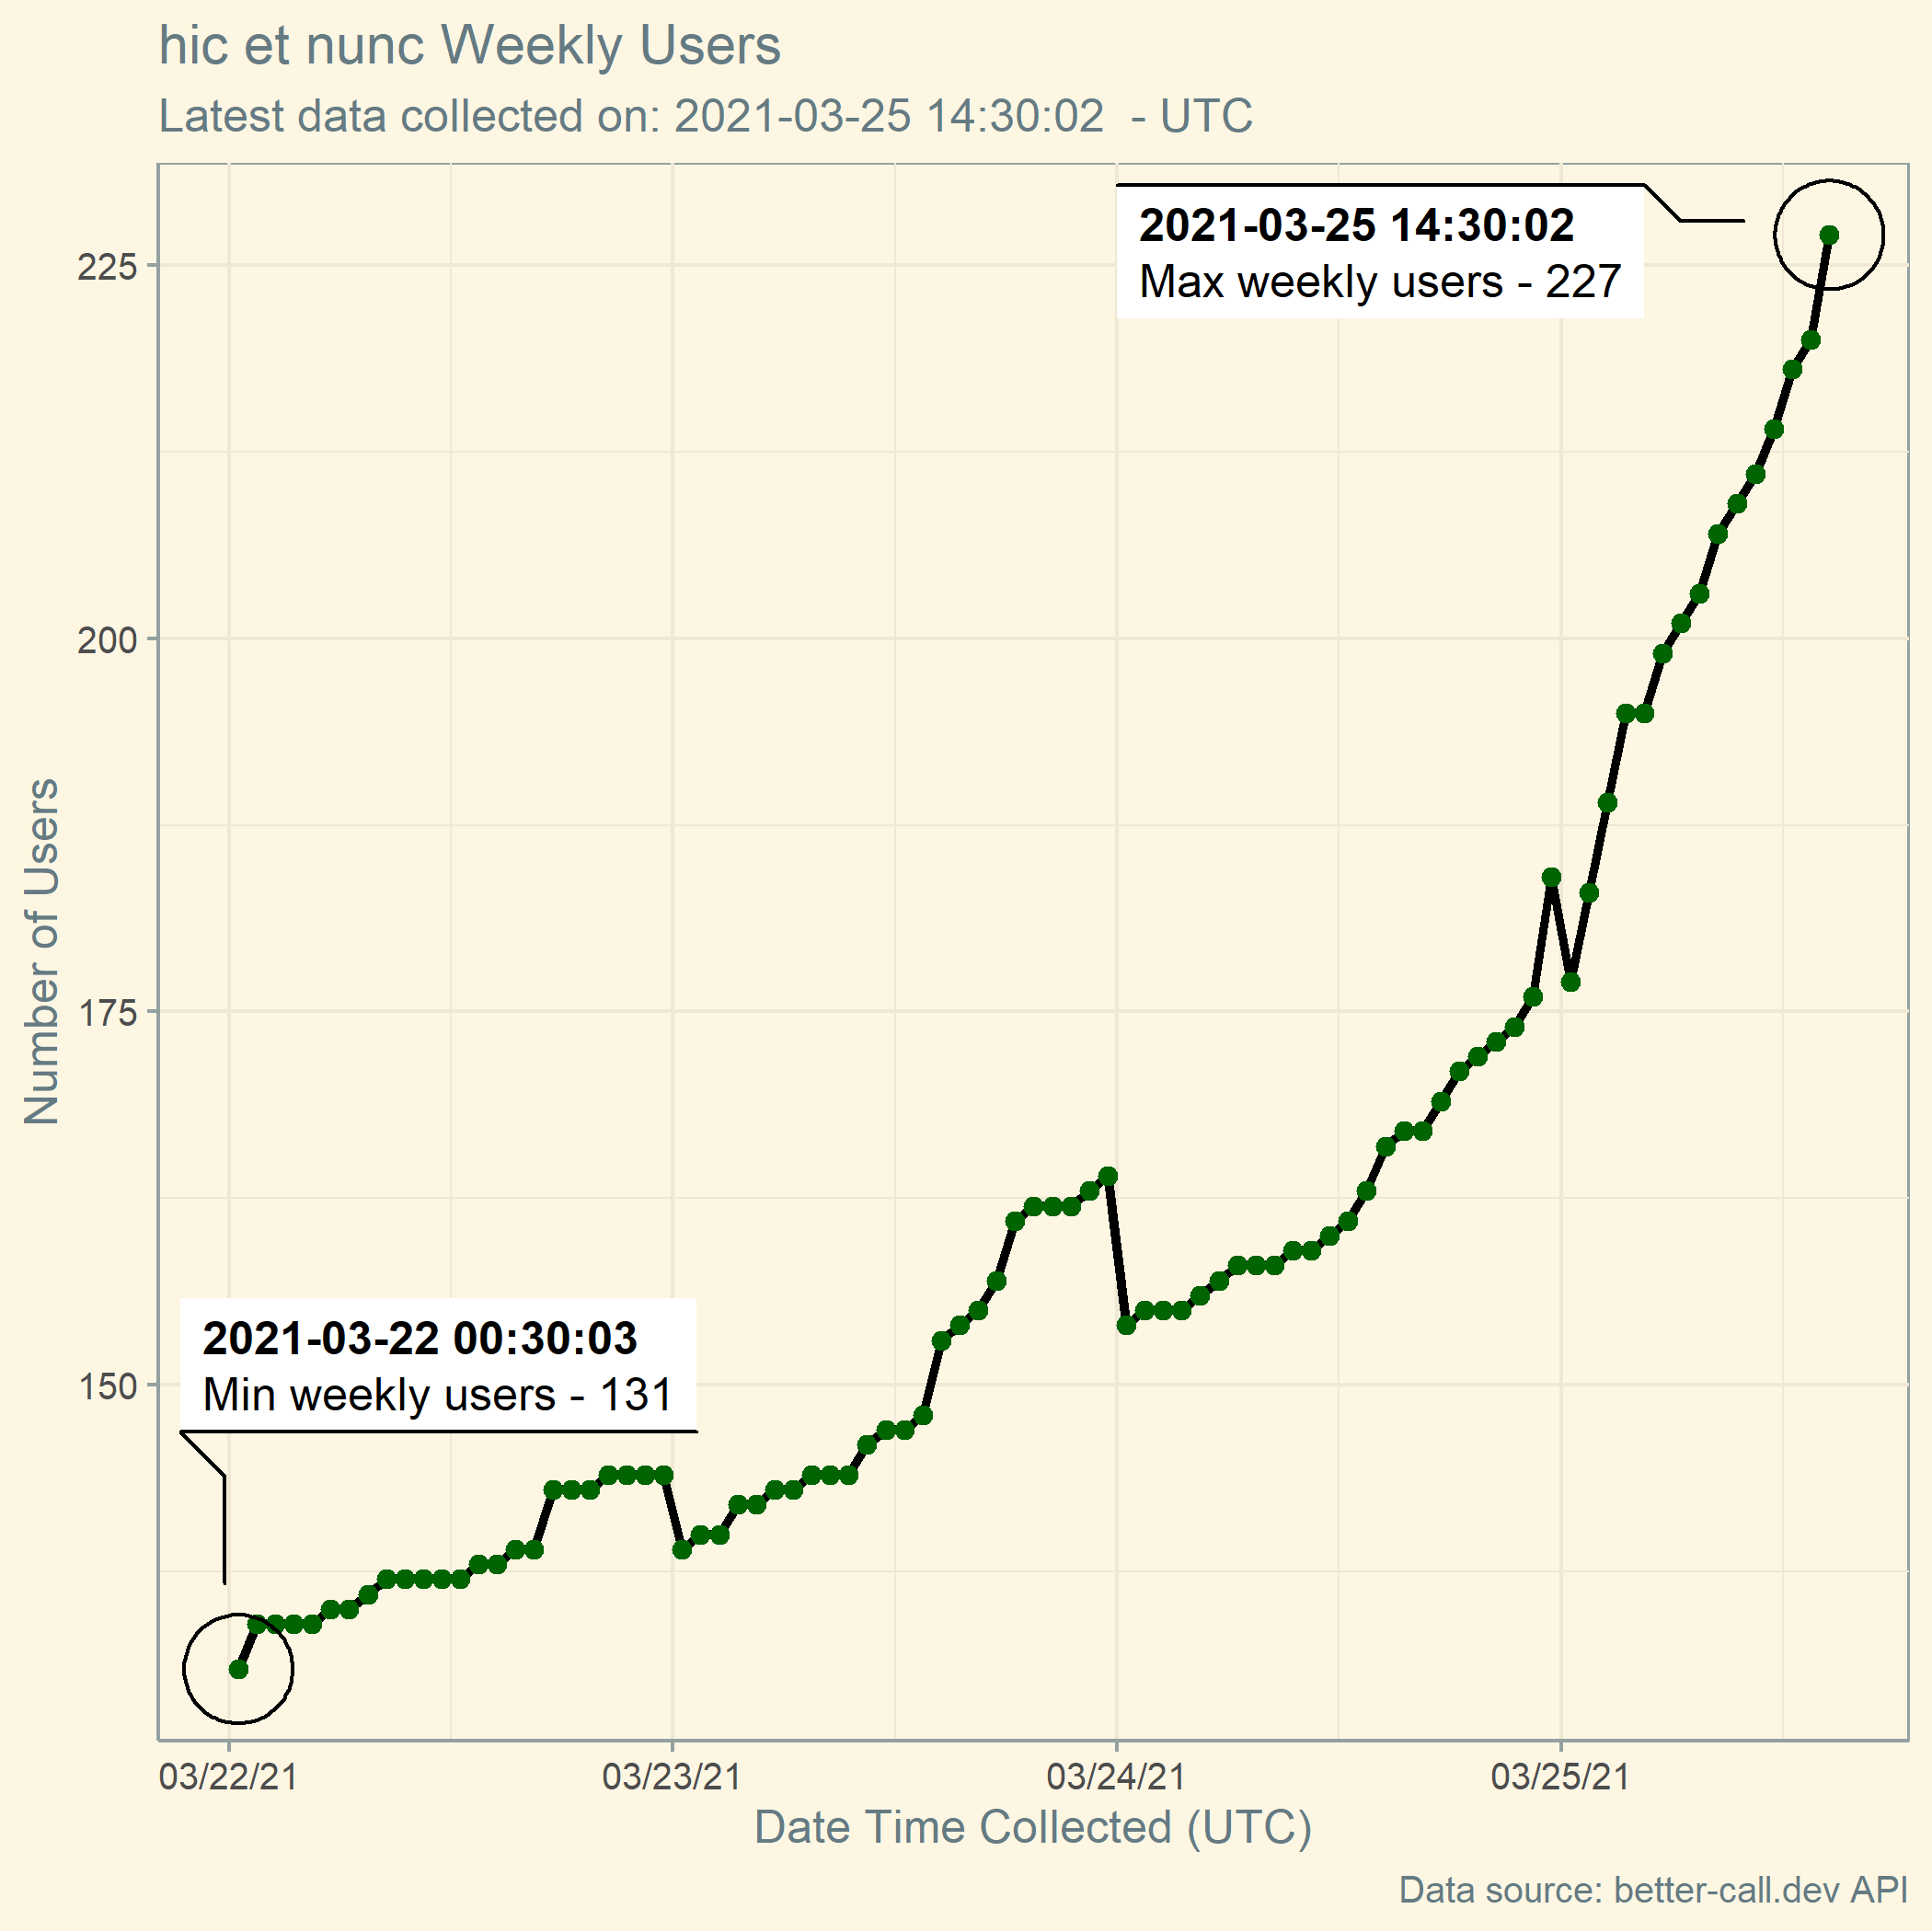 hic et nunc Weekly Users
Latest data collected on: 2021-03-25 14:30:02  - UTC
2021-03-25 14:30:02
Max weekly users - 227
225
200
175
150
Number of Users
2021-03-22 00:30:03
Min weekly users - 131
03/22/21 03/23/21 03/24/21 03/25/21
Date Time Collected (UTC)
Data source: better-call.dev API